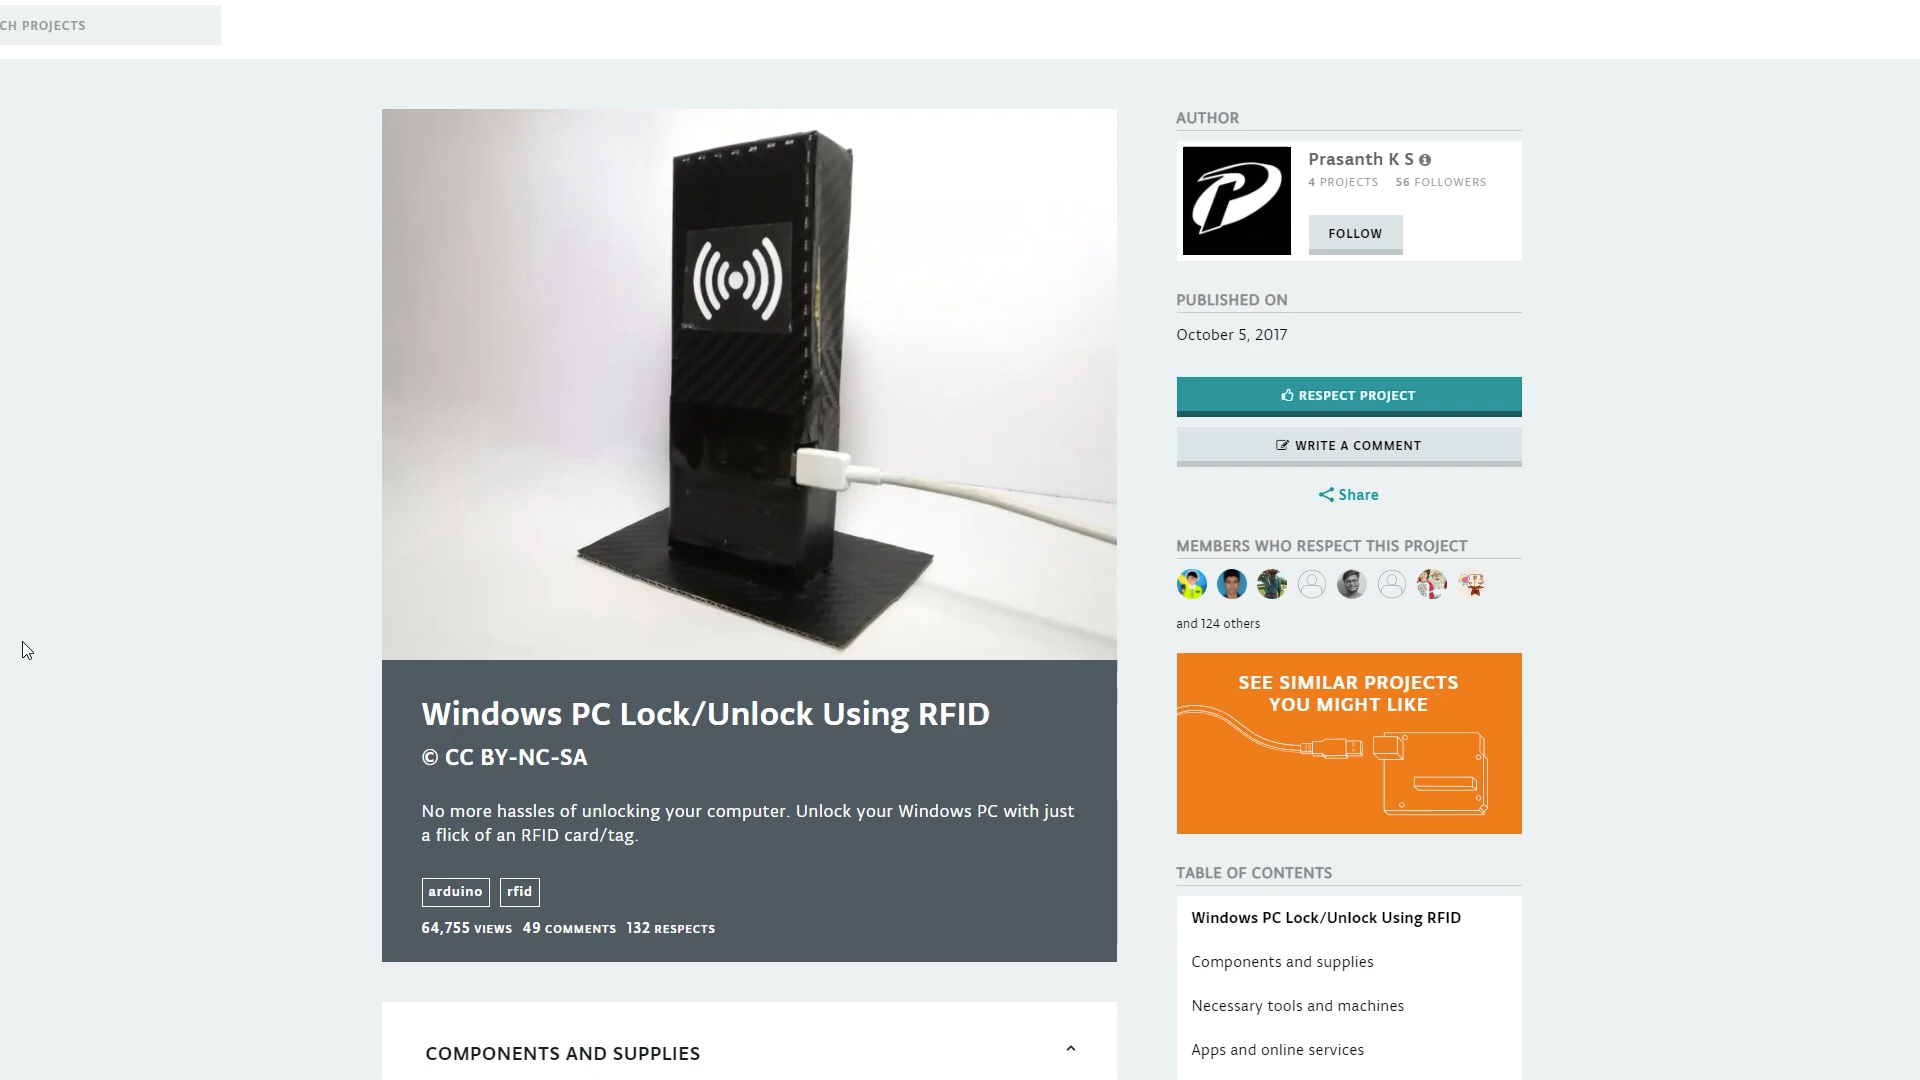 CH PROJECTS
Windows PC Lock/Unlock Using RFID
© CC BY-NC-SA
No more hassles of unlocking your computer. Unlock your Windows PC with just
a flick of an RFID card/tag.
arduino rfid
64,755 VIEWS 49 COMMENTS 132 RESPECTS
COMPONENTS AND SUPPLIES
AUTHOR
Prasanth K S
4 PROJECTS 56 FOLLOWERS
FOLLOW
PUBLISHED ON
October 5, 2017
RESPECT PROJECT
WRITE A COMMENT
Share
MEMBERS WHO RESPECT THIS PROJECT
and 124 others
SEE SIMILAR PROJECTS
YOU MIGHT LIKE
TABLE OF CONTENTS
Windows PC Lock/Unlock Using RFID
Components and supplies
Necessary tools and machines
Apps and online services